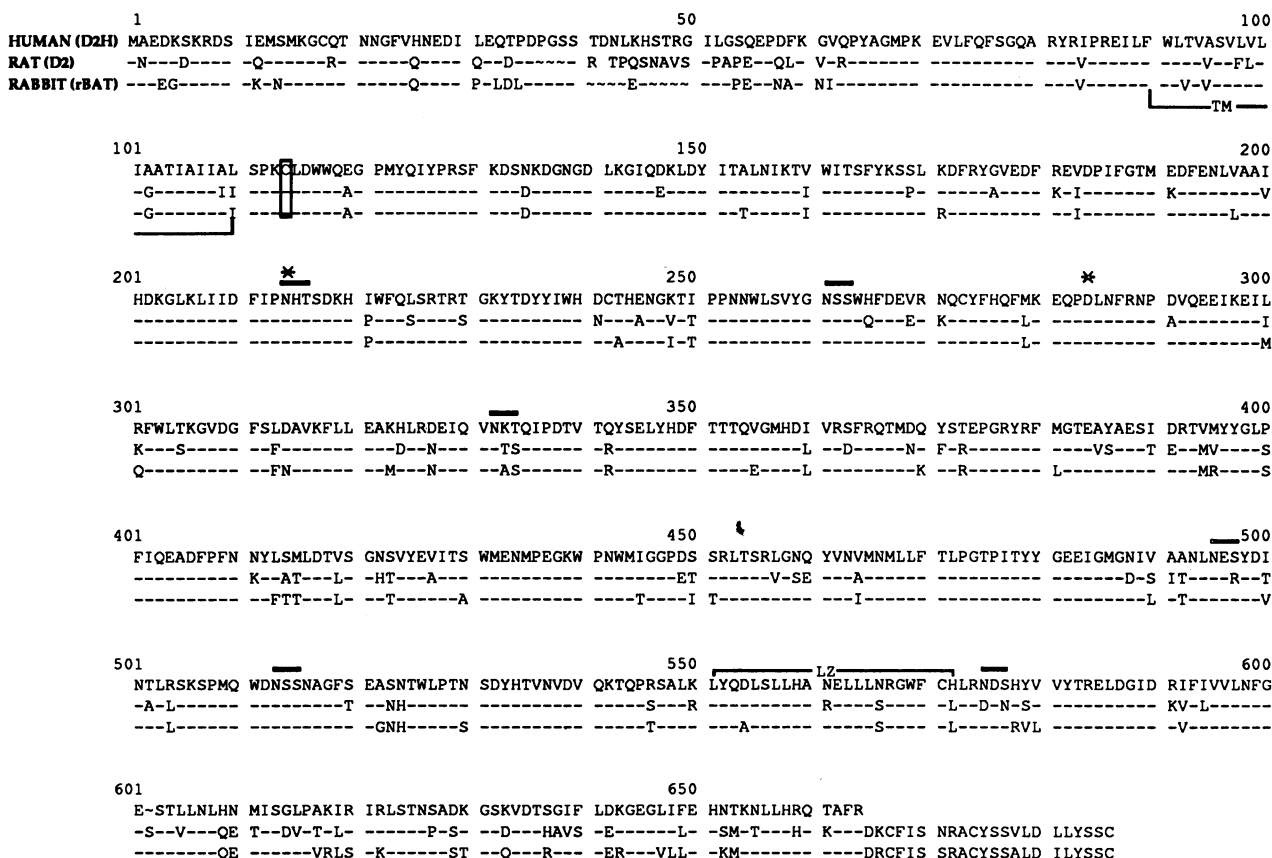 1 50 100
HUMAN (D2H) MAEDKSKRDS IEMSMKGCQT NNGFVHNEDI LEQTPDPGSS TDNLKHSTRG ILGSQEPDFK GVQPYAGMPK EVLFQFSGQA RYRIPREILF WLTVASVLVL
RAT (D2) -N---D---- -Q-----R-- ------Q--- Q--D-~~~~~ R TPQSNAVS -PAPE--QL- V-R------- ---------- ---V------ -----V--FL-
RABBIT (rBAT) ---EG----- -K-N------ ------Q--- P-LDL----- ~~~~E~~~~~ --PE--NA-- NI-------- ---------- ---V------ ---V-V----
TM
101 150 200
IAATIAIIAL SPKCLDWWQEG PMYQIYPRSF KDSNKDGNGD LKGIQDKLDY ITALNIKTV WITSFYKSSL KDFRYGVEDF REVDPIFGTM EDFENLVAAI
-G-----II --------A- ---------- ----D----- -----E---- -------I- -------P-- -----A---- K-I------- --K------V
-G------I --------A- ---------- ----D----- ---------- --T----I- ---------- R--------- --I------- ------L---
* *
201 250 300
HDKGLKLIID FIPNHTSDKH IWFQLSRTRT GKYTDYYIWH DCTHENGKTI PPNNWLSVYG NSSWHFDEVR NQCYFHQFMK EQPDLNFRNP DVQEEIKEIL
---------- ---------- P---S---S- ---------- N---A--V-T ---------- ----Q---E- -K------L- ---------- ---A-----I
---------- ---------- P--------- ---------- --A---I-T- ---------- ---------- --------L- ---------- ---------M
301 350 400
RFWLTKGVDG FSLDAVKFLL EAKHLRDEIQ VNKTQIPDTV TQYSELYHDF TTTQVGMHDI VRSFRQTMDQ YSTEPGRYRF MGTEAYAESI DRTVMYYGLP
K---S----- --F------- ----D--N-- ---TS----- --R------- ---------L --D----N-- F-R------- ----VS---T E--MV----S
Q--------- --FN------ --M---N--- ---AS----- --R------- ----E----L -------K-- --R------- L--------- ---MR----S
401 450 500
FIQEADFPFN NYLSMLDTVS GNSVYEVITS WMENMPEGKW PNWMIGGPDS SRLTSRLGNQ YVNVMNMLLF TLPGTPITYY GEEIGMGNIV AANLNESYDI
---------- K--AT---L- -HT---A--- ---------- --------ET -----V-SE- --A------- ---------- ------D-S- IT-----R--T
---------- --FTT---L- --T------A ---------- ----T----I T--------- --V------- ---------- --------L- -T-------V
501 550 600
NTLRSKSPMQ WDNSSNAGFS EASNTWLPTN SDYHTVNVDV QKTQPRSALK LYQDLSLLHA NELLLNRGWF CHLRNDSHYV VYTRELDGID RIFIVVLNFG
LZ
-A-L------ --------T- --NH------ ---------- -----S---R ---------- R----S---- -L--D-N-S- ---------- ---KV-L---
---L------ ---------- -GNH-----S ---------- -----T---- --A------- -----S---- -L----RVL- ---------- ---V------
601 650
E~STLLNLHN MISGLPAKIR IRLSTNSADK GSKVDTSGIF LDKGEGLIFE HNTKNLLHRQ TAFR
-S--V---QE T--DV-T-L- -----P-S-- --D---HAVS -E-----L-- -SM-T---H- K---DKCFIS NRACYSSVLD LLYSSC
-------QE ----VRLS-- K-----ST-- --Q---R--- --ER---VLL -KM------- ----DRCFIS NRACYSSALD ILYSSC